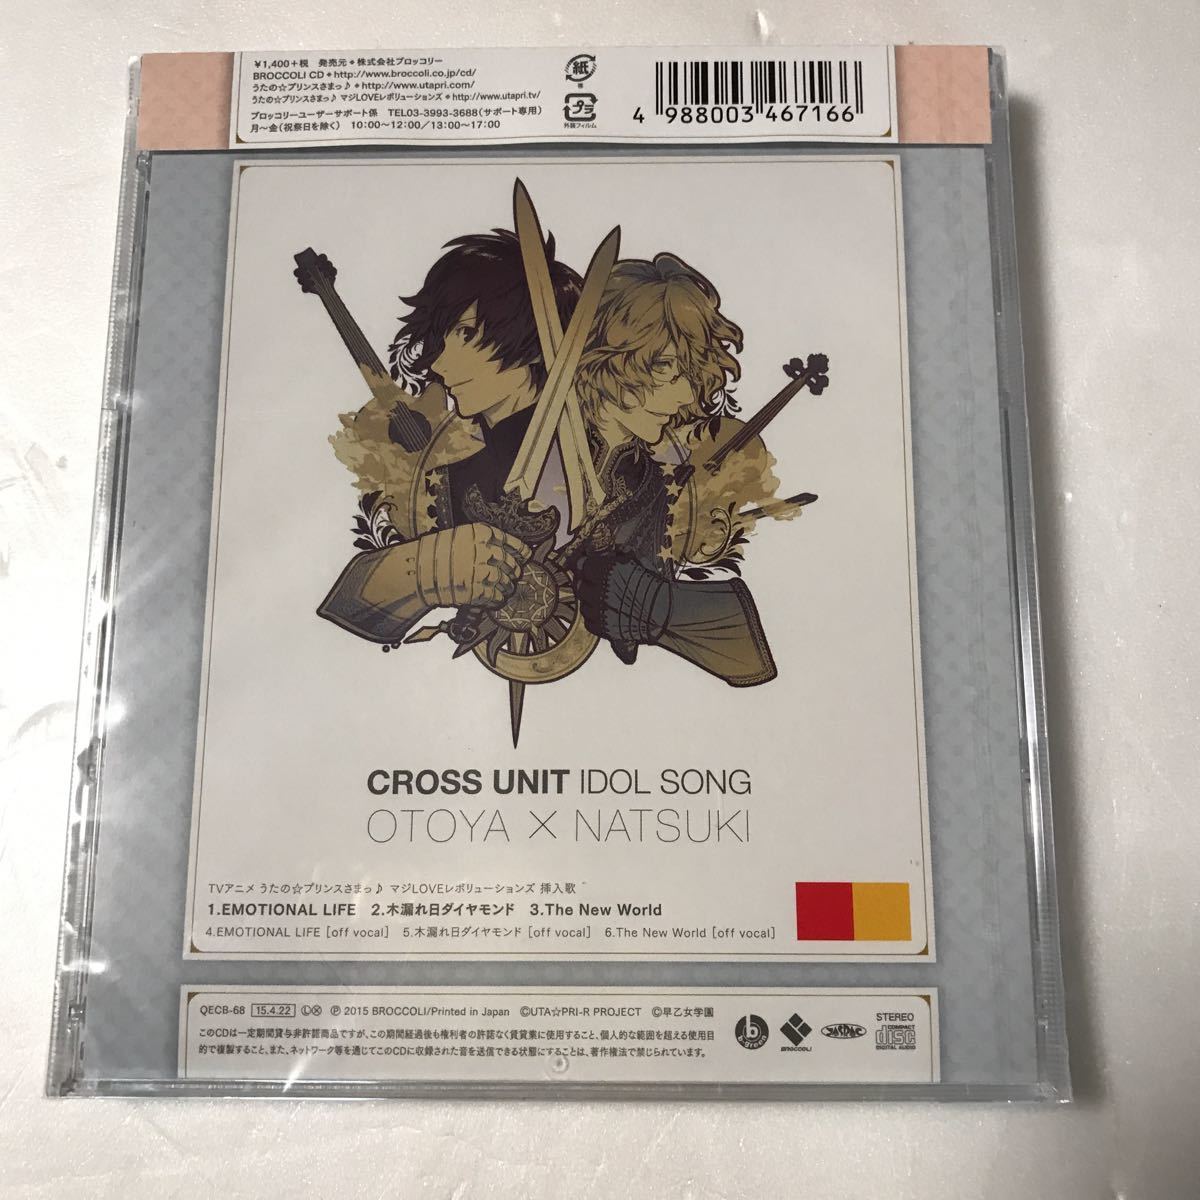 ¥1,400+税 発売元◆株式会社ブロッコリー
BROCCOLI CD◆http://www.broccoli.co.jp/cd/
うたの☆プリンスさまっ♪◆http://www.utapri.com/
うたの☆プリンスさまっ♪ マジLOVEレボリューションズ◆http://www.utapri.tv/
ブロッコリーユーザーサポート係 TEL03-3993-3688(サポート専用)
月〜金(祝祭日を除く) 10:00〜12:00/13:00〜17:00
紙
プラ
外装フィルム
4 988003 467166
CROSS UNIT IDOL SONG
OTOYA × NATSUKI
TVアニメ うたの☆プリンスさまっ♪ マジLOVEレボリューションズ 挿入歌
1.EMOTIONAL LIFE 2.木漏れ日ダイヤモンド 3.The New World
4.EMOTIONAL LIFE [off vocal] 5.木漏れ日ダイヤモンド [off vocal] 6.The New World [off vocal]
QECB-68 15.4.22 Ⓛ Ⓧ ℗ 2015 BROCCOLI/Printed in Japan ©UTA☆PRI-R PROJECT ©早乙女学園
このCDは一定期間貸与非許諾商品ですが、この期間経過後も権利者の許諾なく賃貸業に使用すること、個人的な範囲を超える使用目
的で複製すること、また、ネットワーク等を通じてこのCDに収録された音を送信できる状態にすることは、著作権法で禁じられています。
b-green
BROCCOLI
JASRAC
STEREO
COMPACT
disc
DIGITAL AUDIO